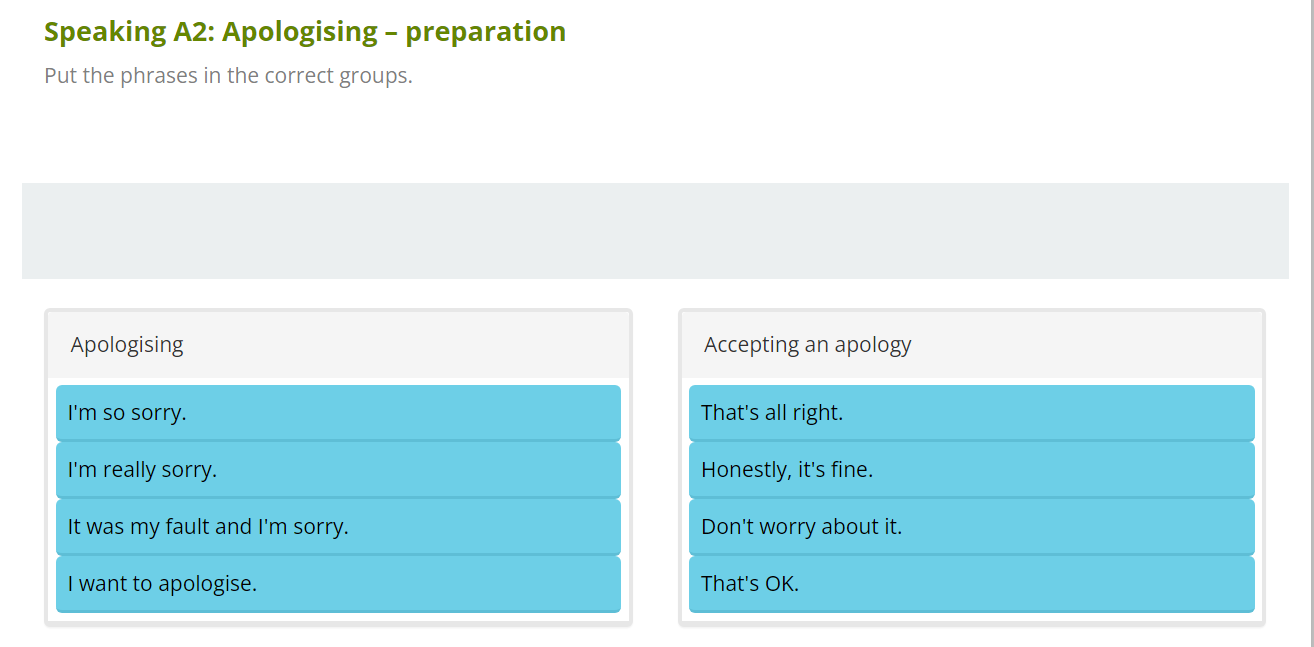 Speaking A2: Apologising – preparation
Put the phrases in the correct groups.
Apologising
I'm so sorry.
I'm really sorry.
It was my fault and I'm sorry.
I want to apologise.
Accepting an apology
That's all right.
Honestly, it's fine.
Don't worry about it.
That's OK.